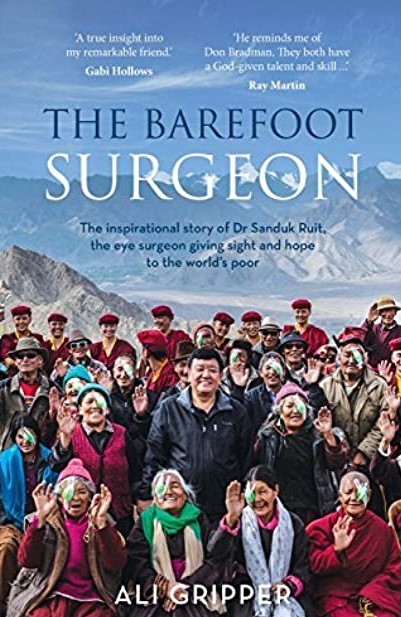 'A true insight into
my remarkable friend.'
Gabi Hollows
'He reminds me of
Don Bradman. They both have
a God-given talent and skill ...'
Ray Martin
THE BAREFOOT
SURGEON
The inspirational story of Dr Sanduk Ruit,
the eye surgeon giving sight and hope
to the world's poor
ALI GRIPPER